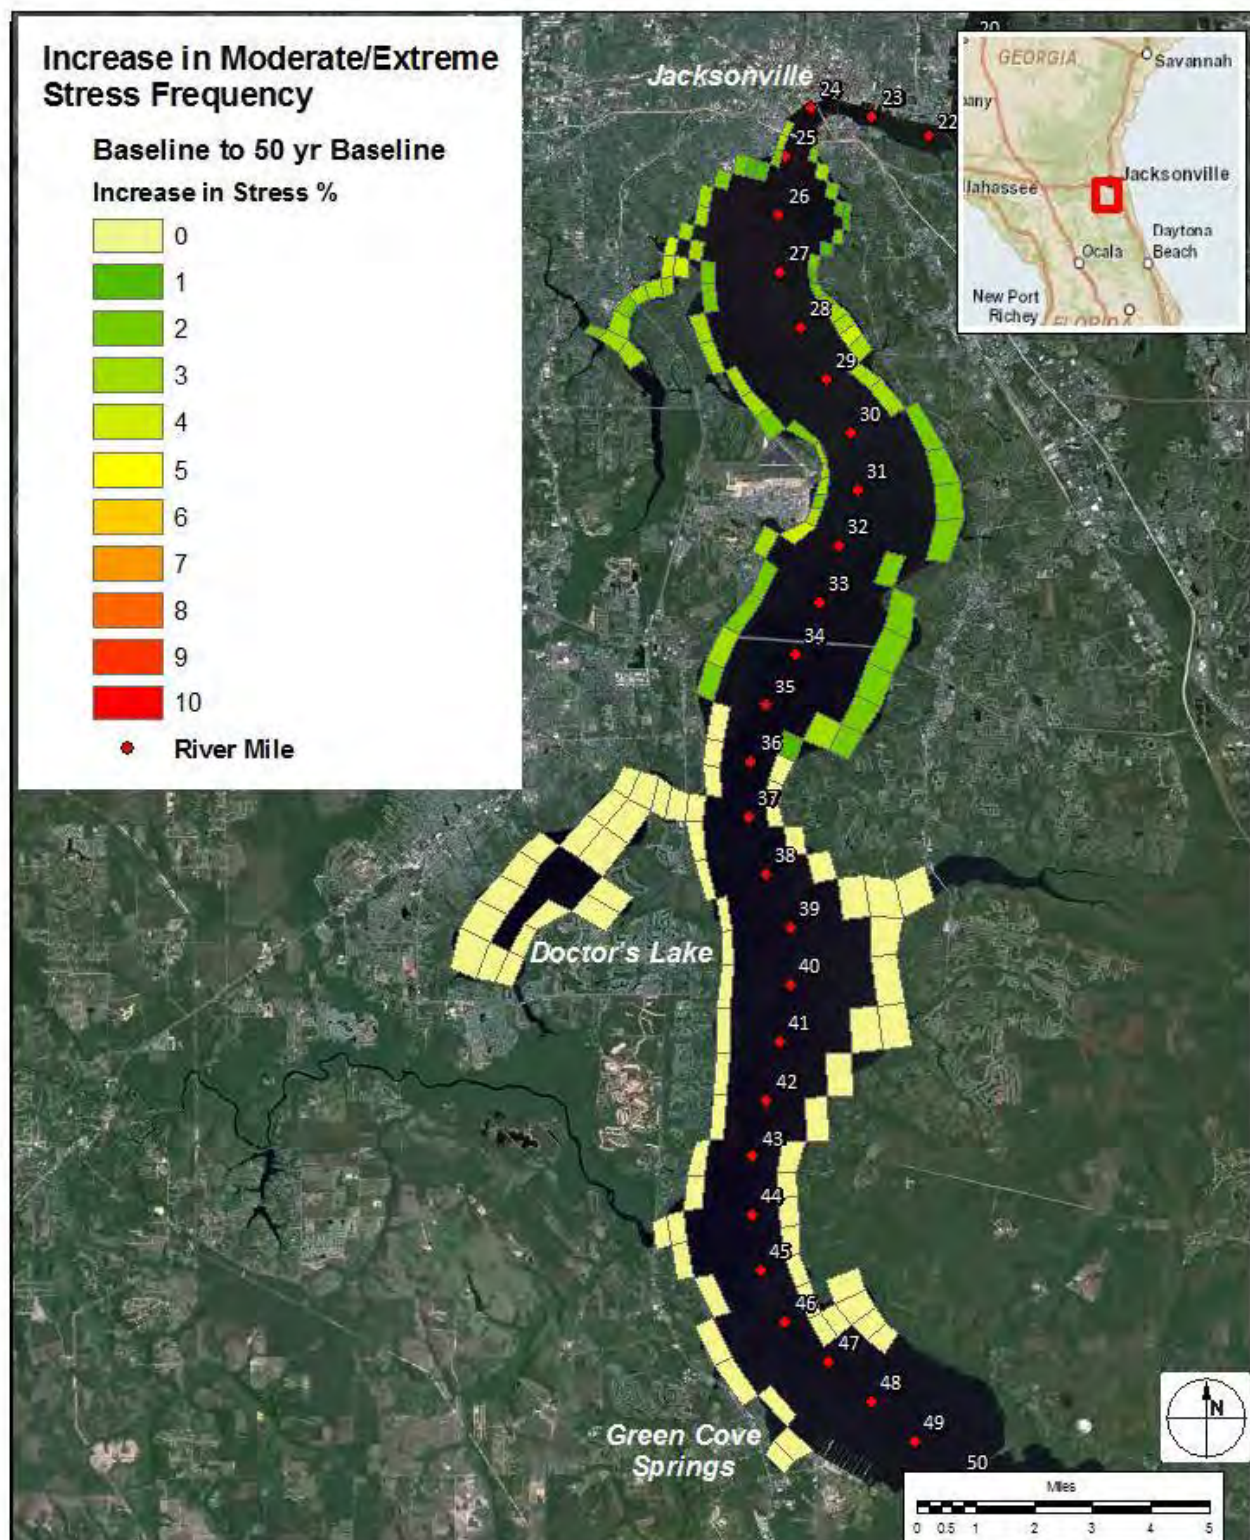 Increase in Moderate/Extreme
Stress Frequency
Baseline to 50 yr Baseline
Increase in Stress %
0
1
2
3
4
5
6
7
8
9
10
River Mile
Jacksonville
20
24
23
22
25
26
27
28
29
30
31
32
33
34
35
36
37
38
39
40
41
42
43
44
45
46
47
48
49
50
Doctor's Lake
Green Cove
Springs
GEORGIA
Savannah
any
Jacksonville
llahassee
Daytona
Beach
Ocala
New Port
Richey
FLORIDA
N
Miles
0 0.5 1 2 3 4 5